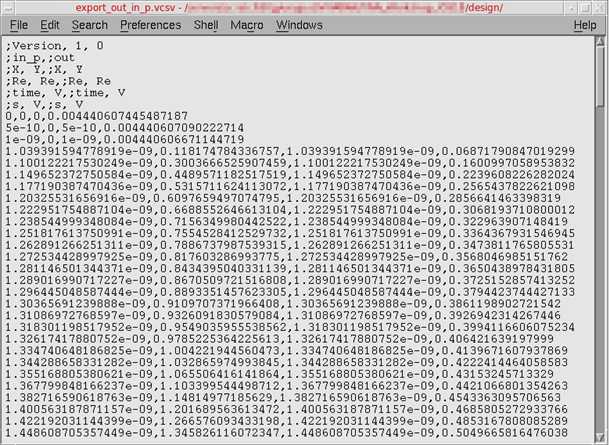 export_out_in_p.vcsv - /design/
File Edit Search Preferences Shell Macro Windows Help
;Version, 1, 0
;in_p,;out
;X, Y,;X, Y
;Re, Re,;Re, Re
;time, V,;time, V
;s, V,;s, V
0,0,0,0.004440607445487187
5e-10,0,5e-10,0.004440607090222714
1e-09,0,1e-09,0.004440606671144719
1.039391594778919e-09,0.118174784336757,1.039391594778919e-09,0.06871790847019299
1.100122217530249e-09,0.3003666525907459,1.100122217530249e-09,0.1600997058953832
1.149652372750584e-09,0.4489571182517519,1.149652372750584e-09,0.2239608226282024
1.177190387470436e-09,0.5315711624113072,1.177190387470436e-09,0.2565437822621098
1.20325531656916e-09,0.6097659497074795,1.20325531656916e-09,0.2856641463398319
1.222951754887104e-09,0.6688552646613104,1.222951754887104e-09,0.3068193710800012
1.238544999348084e-09,0.7156349980442522,1.238544999348084e-09,0.322963907148419
1.251817613750991e-09,0.7554528412529732,1.251817613750991e-09,0.3364367931546945
1.262891266251311e-09,0.7886737987539315,1.262891266251311e-09,0.3473811765805531
1.272534428997925e-09,0.817603286993775,1.272534428997925e-09,0.3568046985151762
1.281146501344371e-09,0.8434395040331139,1.281146501344371e-09,0.3650438978431805
1.289016990717227e-09,0.8670509721516808,1.289016990717227e-09,0.3725152857413252
1.296445048587444e-09,0.8893351457623305,1.296445048587444e-09,0.3794423744427133
1.30365691239888e-09,0.9109707371966408,1.30365691239888e-09,0.3861198902721542
1.31086972768597e-09,0.9326091830579084,1.31086972768597e-09,0.3926942314267446
1.318301198517952e-09,0.9549035955538562,1.318301198517952e-09,0.3994116606075234
1.32617417880752e-09,0.9785225364225613,1.32617417880752e-09,0.406421639197999
1.334740648186825e-09,1.004221944560473,1.334740648186825e-09,0.4139671607937869
1.344288658331282e-09,1.032865974993845,1.344288658331282e-09,0.4222414464058583
1.355168805380621e-09,1.065506416141864,1.355168805380621e-09,0.43153245713329
1.367799848166237e-09,1.103399544498712,1.367799848166237e-09,0.4421066801354263
1.382716590618763e-09,1.14814977185629,1.382716590618763e-09,0.4543363095706563
1.400563187871157e-09,1.201689563613472,1.400563187871157e-09,0.4685805272933766
1.422192031144399e-09,1.266576093433198,1.422192031144399e-09,0.4853167808085289
1.448608705357449e-09,1.345826116072347,1.448608705357449e-09,0.5049665816476038